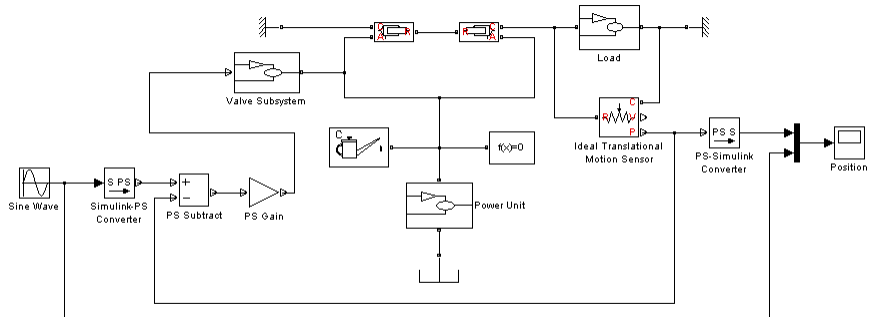 C
R
A
R
C
A
Load
Valve Subsystem
C
R
V
P
Ideal Translational
Motion Sensor
PS S
PS-Simulink
Converter
Position
C
f(x)=0
Sine Wave
S PS
Simulink-PS
Converter
+
−
PS Subtract
PS Gain
Power Unit